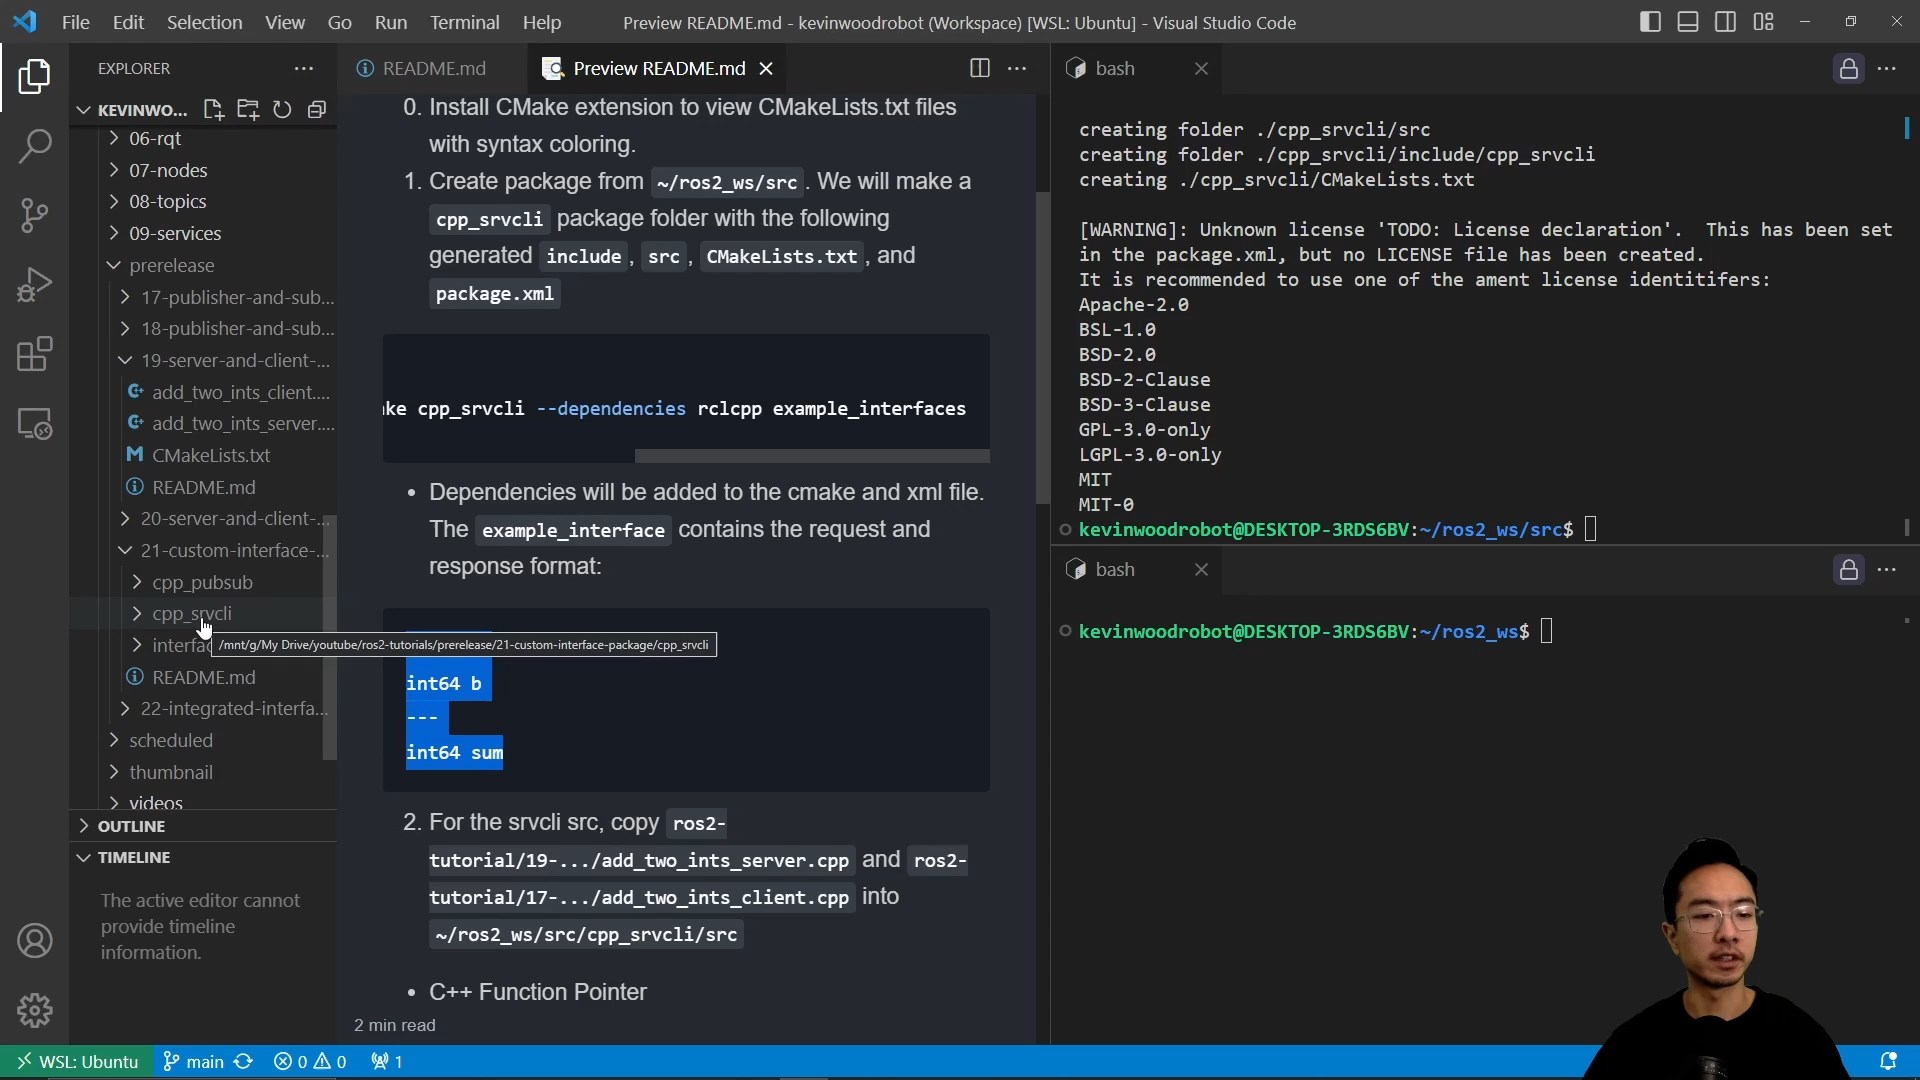 File Edit Selection View Go Run Terminal Help
Preview README.md - kevinwoodrobot (Workspace) [WSL: Ubuntu] - Visual Studio Code
EXPLORER
KEVINWO...
06-rqt
07-nodes
08-topics
09-services
prerelease
17-publisher-and-sub...
18-publisher-and-sub...
19-server-and-client-...
add_two_ints_client....
add_two_ints_server....
CMakeLists.txt
README.md
20-server-and-client-...
21-custom-interface-...
cpp_pubsub
cpp_srvcli
interfac
/mnt/g/My Drive/youtube/ros2-tutorials/prerelease/21-custom-interface-package/cpp_srvcli
README.md
22-integrated-interfa...
scheduled
thumbnail
videos
OUTLINE
TIMELINE
The active editor cannot
provide timeline
information.
README.md
Preview README.md
0. Install CMake extension to view CMakeLists.txt files
with syntax coloring.
1. Create package from ~/ros2_ws/src . We will make a
cpp_srvcli package folder with the following
generated include , src , CMakeLists.txt , and
package.xml
ke cpp_srvcli --dependencies rclcpp example_interfaces
• Dependencies will be added to the cmake and xml file.
The example_interface contains the request and
response format:
int64 b
---
int64 sum
2. For the srvcli src, copy ros2-
tutorial/19-.../add_two_ints_server.cpp and ros2-
tutorial/17-.../add_two_ints_client.cpp into
~/ros2_ws/src/cpp_srvcli/src
• C++ Function Pointer
2 min read
bash
creating folder ./cpp_srvcli/src
creating folder ./cpp_srvcli/include/cpp_srvcli
creating ./cpp_srvcli/CMakeLists.txt
[WARNING]: Unknown license 'TODO: License declaration'.  This has been set
in the package.xml, but no LICENSE file has been created.
It is recommended to use one of the ament license identitifers:
Apache-2.0
BSL-1.0
BSD-2.0
BSD-2-Clause
BSD-3-Clause
GPL-3.0-only
LGPL-3.0-only
MIT
MIT-0
kevinwoodrobot@DESKTOP-3RDS6BV:~/ros2_ws/src$
bash
kevinwoodrobot@DESKTOP-3RDS6BV:~/ros2_ws$
WSL: Ubuntu main 0 0 1